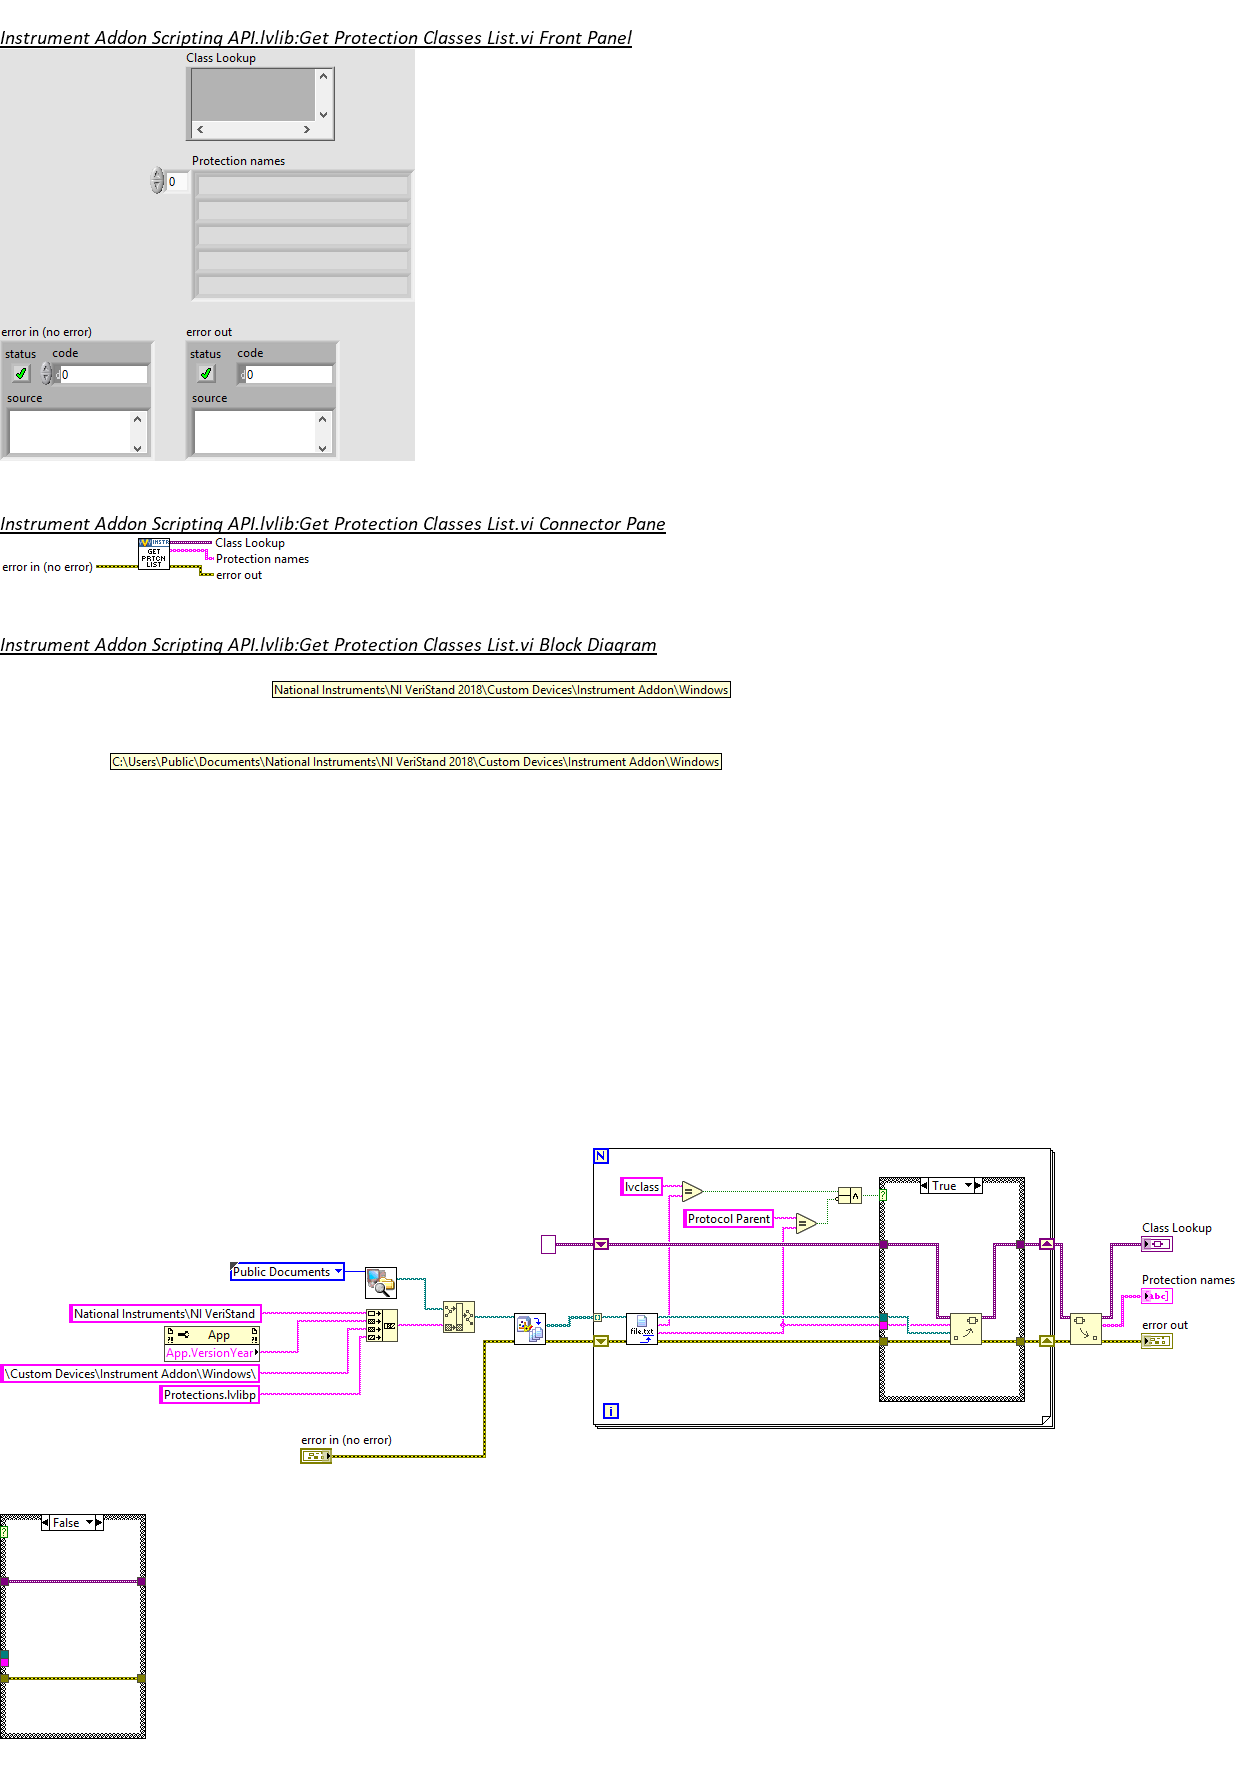 Instrument Addon Scripting API.lvlib:Get Protection Classes List.vi Front Panel
Class Lookup
Protection names
0
error in (no error)
error out
status code
0
source
status code
0
source
Instrument Addon Scripting API.lvlib:Get Protection Classes List.vi Connector Pane
INSTR
GET
PRTCN
LIST
Class Lookup
Protection names
error in (no error)
error out
Instrument Addon Scripting API.lvlib:Get Protection Classes List.vi Block Diagram
National Instruments\NI VeriStand 2018\Custom Devices\Instrument Addon\Windows
C:\Users\Public\Documents\National Instruments\NI VeriStand 2018\Custom Devices\Instrument Addon\Windows
N
lvclass
True
Protocol Parent
Class Lookup
Public Documents
Protection names
abc
National Instruments\NI VeriStand
App
file.txt
error out
App.VersionYear
\Custom Devices\Instrument Addon\Windows\
Protections.lvlibp
i
error in (no error)
False